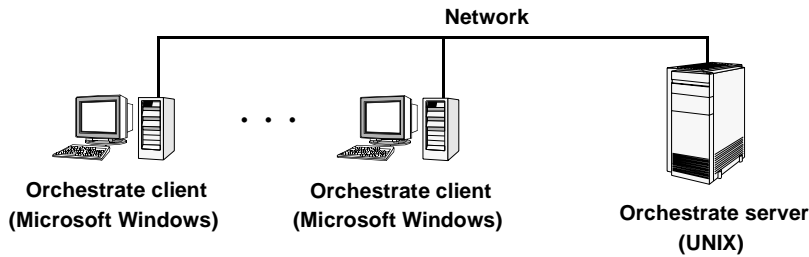 Network
. . .
Orchestrate client
(Microsoft Windows)
Orchestrate client
(Microsoft Windows)
Orchestrate server
(UNIX)